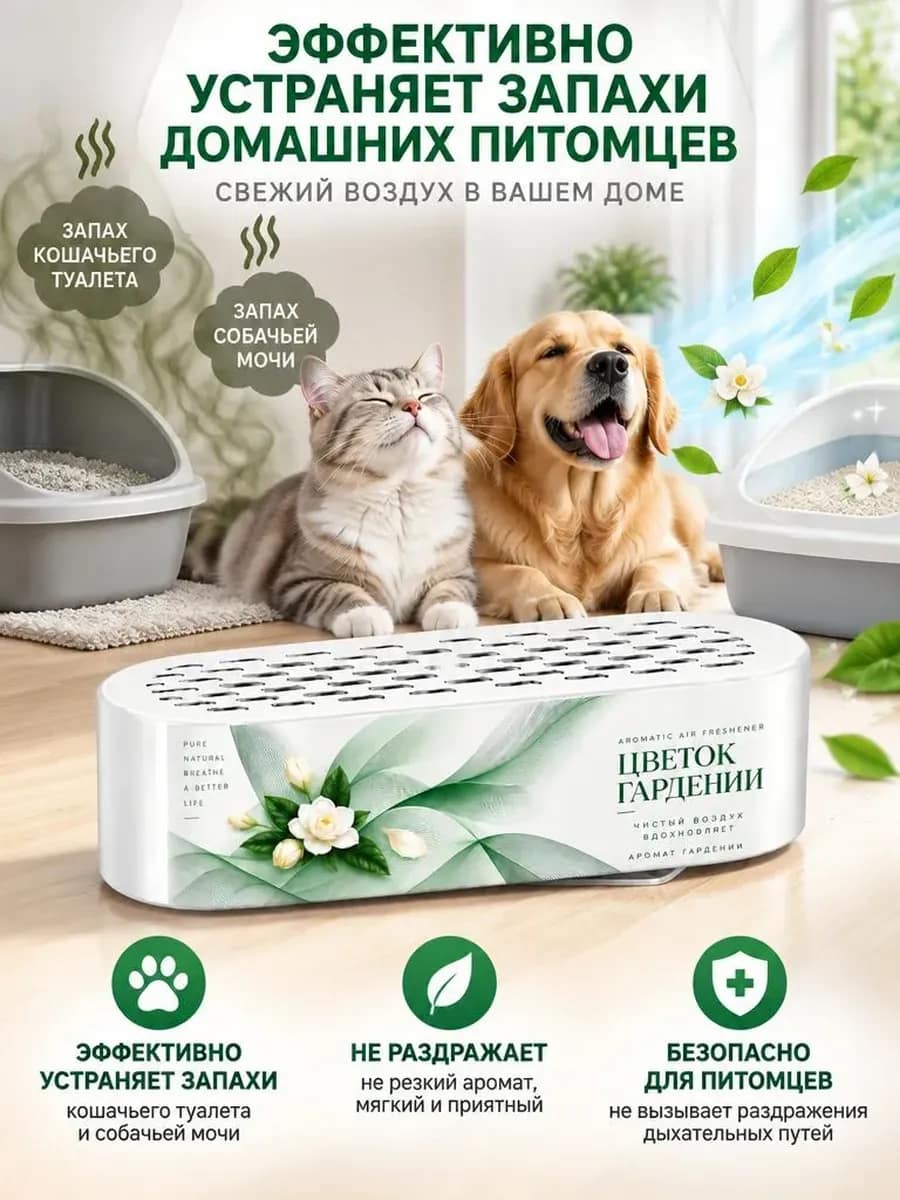 ЭФФЕКТИВНО
УСТРАНЯЕТ ЗАПАХИ
ДОМАШНИХ ПИТОМЦЕВ
СВЕЖИЙ ВОЗДУХ В ВАШЕМ ДОМЕ
ЗАПАХ
КОШАЧЬЕГО
ТУАЛЕТА
ЗАПАХ
СОБАЧЬЕЙ
МОЧИ
PURE
NATURAL
BREATHE
A BETTER
LIFE
AROMATIC AIR FRESHENER
ЦВЕТОК
ГАРДЕНИИ
ЧИСТЫЙ ВОЗДУХ
ВДОХНОВЛЯЕТ
АРОМАТ ГАРДЕНИИ
ЭФФЕКТИВНО
УСТРАНЯЕТ ЗАПАХИ
кошачьего туалета
и собачьей мочи
НЕ РАЗДРАЖАЕТ
не резкий аромат,
мягкий и приятный
БЕЗОПАСНО
ДЛЯ ПИТОМЦЕВ
не вызывает раздражения
дыхательных путей